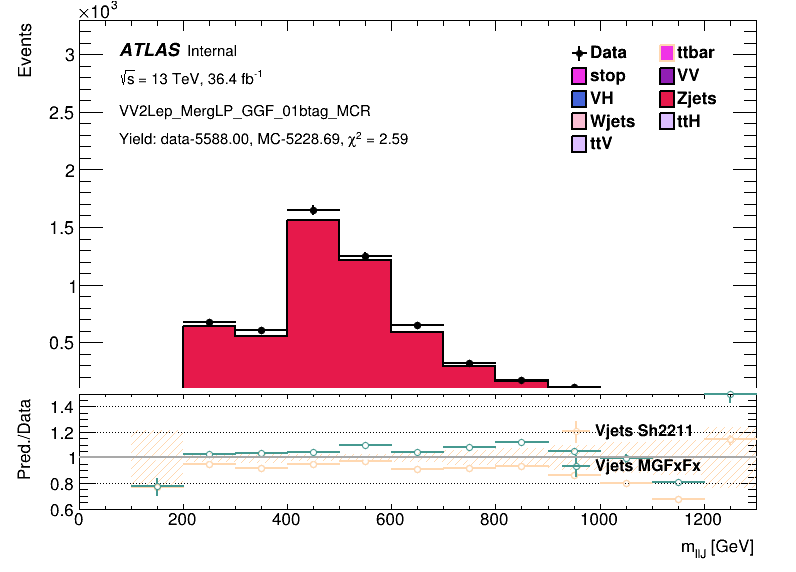 ×10³
Events
3
2.5
2
1.5
1
0.5
ATLAS Internal
√s = 13 TeV, 36.4 fb⁻¹
VV2Lep_MergLP_GGF_01btag_MCR
Yield: data-5588.00, MC-5228.69, χ² = 2.59
Data ttbar
stop VV
VH Zjets
Wjets ttH
ttV
Pred./Data
1.4
1.2
1
0.8
0.6
Vjets Sh2211
Vjets MGFxFx
0 200 400 600 800 1000 1200
m_llJ [GeV]